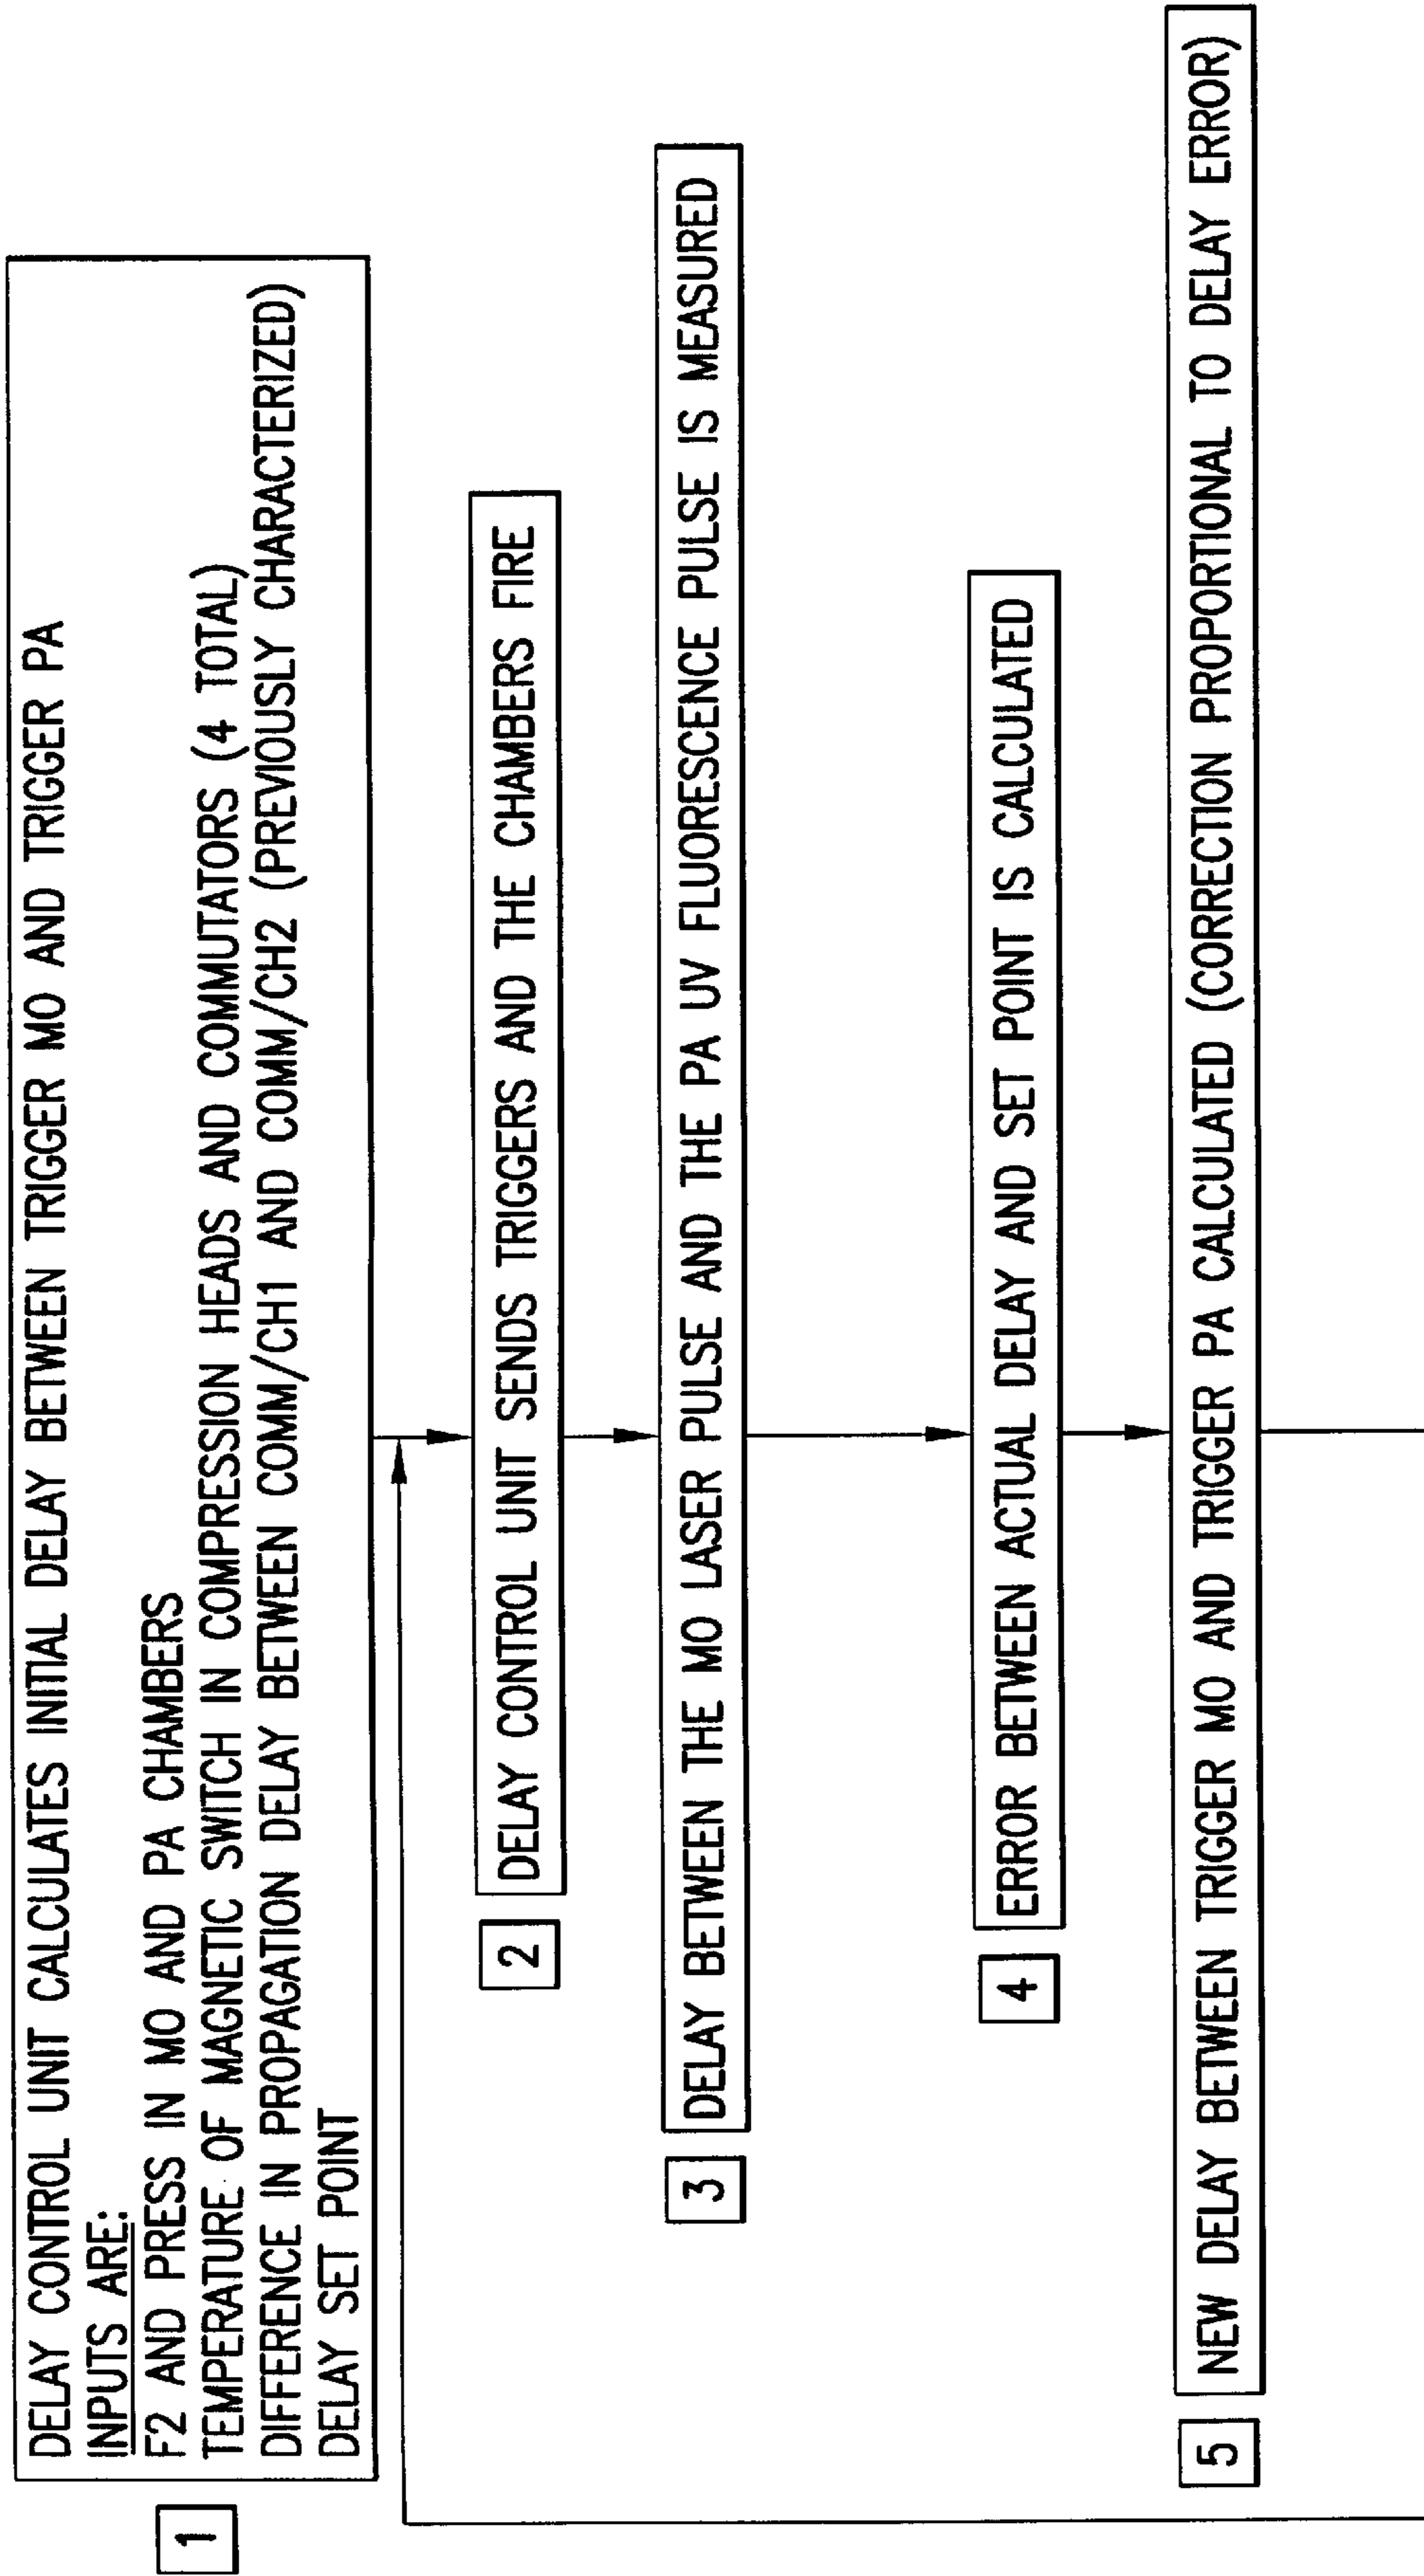 1
DELAY CONTROL UNIT CALCULATES INITIAL DELAY BETWEEN TRIGGER MO AND TRIGGER PA
INPUTS ARE:
F2 AND PRESS IN MO AND PA CHAMBERS
TEMPERATURE OF MAGNETIC SWITCH IN COMPRESSION HEADS AND COMMUTATORS (4 TOTAL)
DIFFERENCE IN PROPAGATION DELAY BETWEEN COMM/CH1 AND COMM/CH2 (PREVIOUSLY CHARACTERIZED)
DELAY SET POINT
2
DELAY CONTROL UNIT SENDS TRIGGERS AND THE CHAMBERS FIRE
3
DELAY BETWEEN THE MO LASER PULSE AND THE PA UV FLUORESCENCE PULSE IS MEASURED
4
ERROR BETWEEN ACTUAL DELAY AND SET POINT IS CALCULATED
5
NEW DELAY BETWEEN TRIGGER MO AND TRIGGER PA CALCULATED (CORRECTION PROPORTIONAL TO DELAY ERROR)